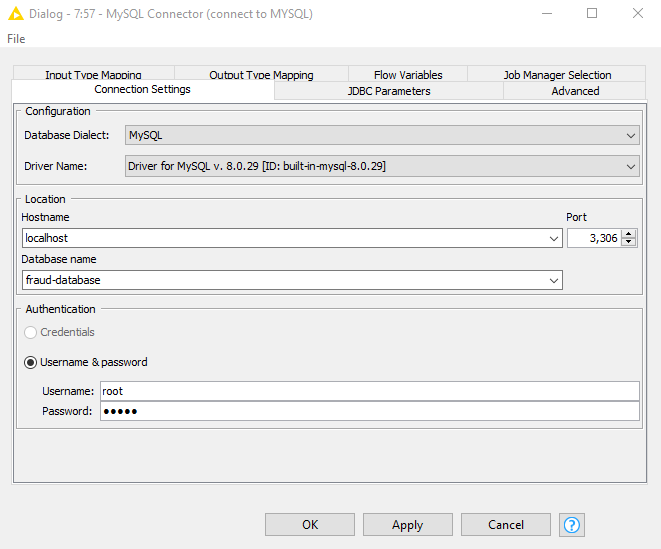 Dialog - 7:57 - MySQL Connector (connect to MYSQL)
File
Input Type Mapping Output Type Mapping Flow Variables Job Manager Selection
Connection Settings JDBC Parameters Advanced
Configuration
Database Dialect: MySQL
Driver Name: Driver for MySQL v. 8.0.29 [ID: built-in-mysql-8.0.29]
Location
Hostname Port
localhost 3,306
Database name
fraud-database
Authentication
Credentials
Username & password
Username: root
Password: •••••
OK Apply Cancel ?